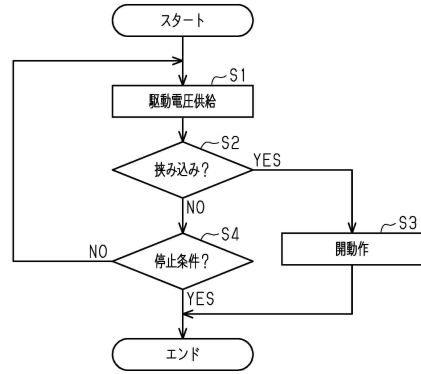 スタート
S1
駆動電圧供給
S2
挟み込み?
YES
NO
S3
開動作
S4
停止条件?
NO
YES
エンド